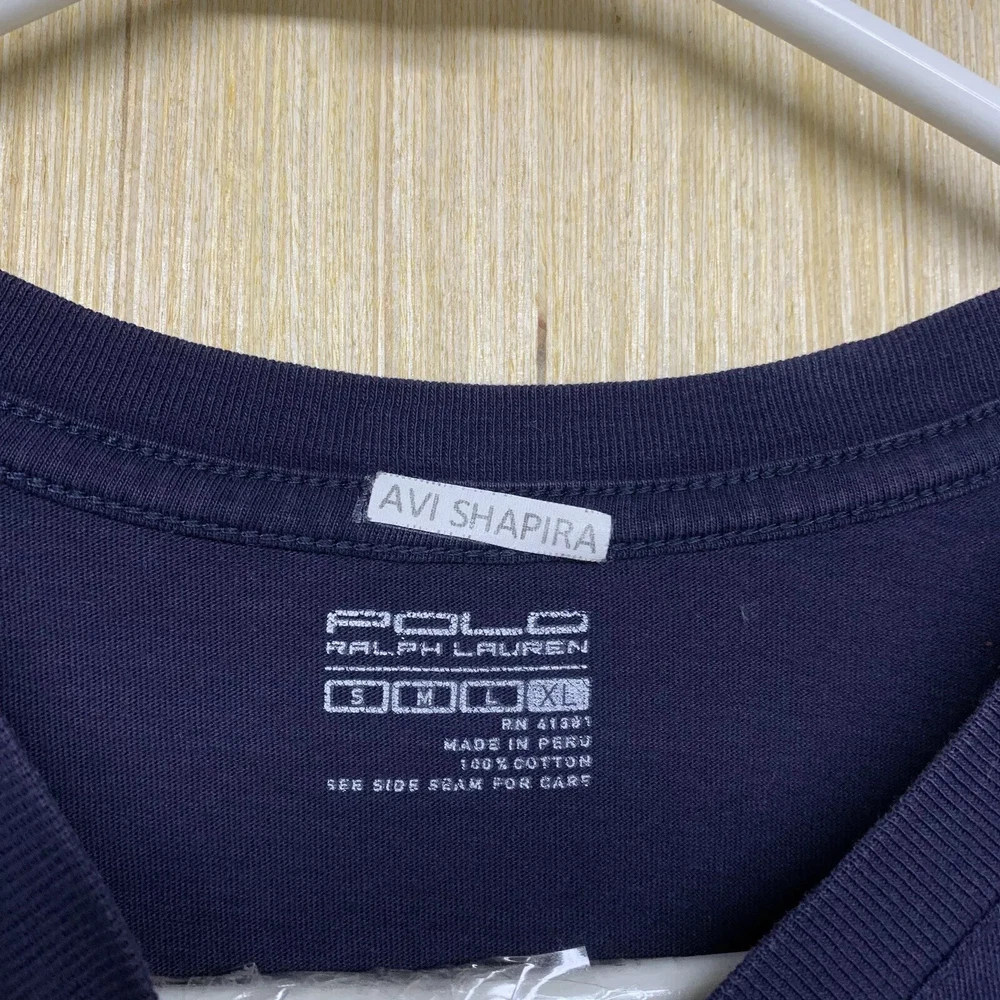 AVI SHAPIRA
POLO
RALPH LAUREN
S M L XL
RN 41381
MADE IN PERU
100% COTTON
SEE SIDE SEAM FOR CARE